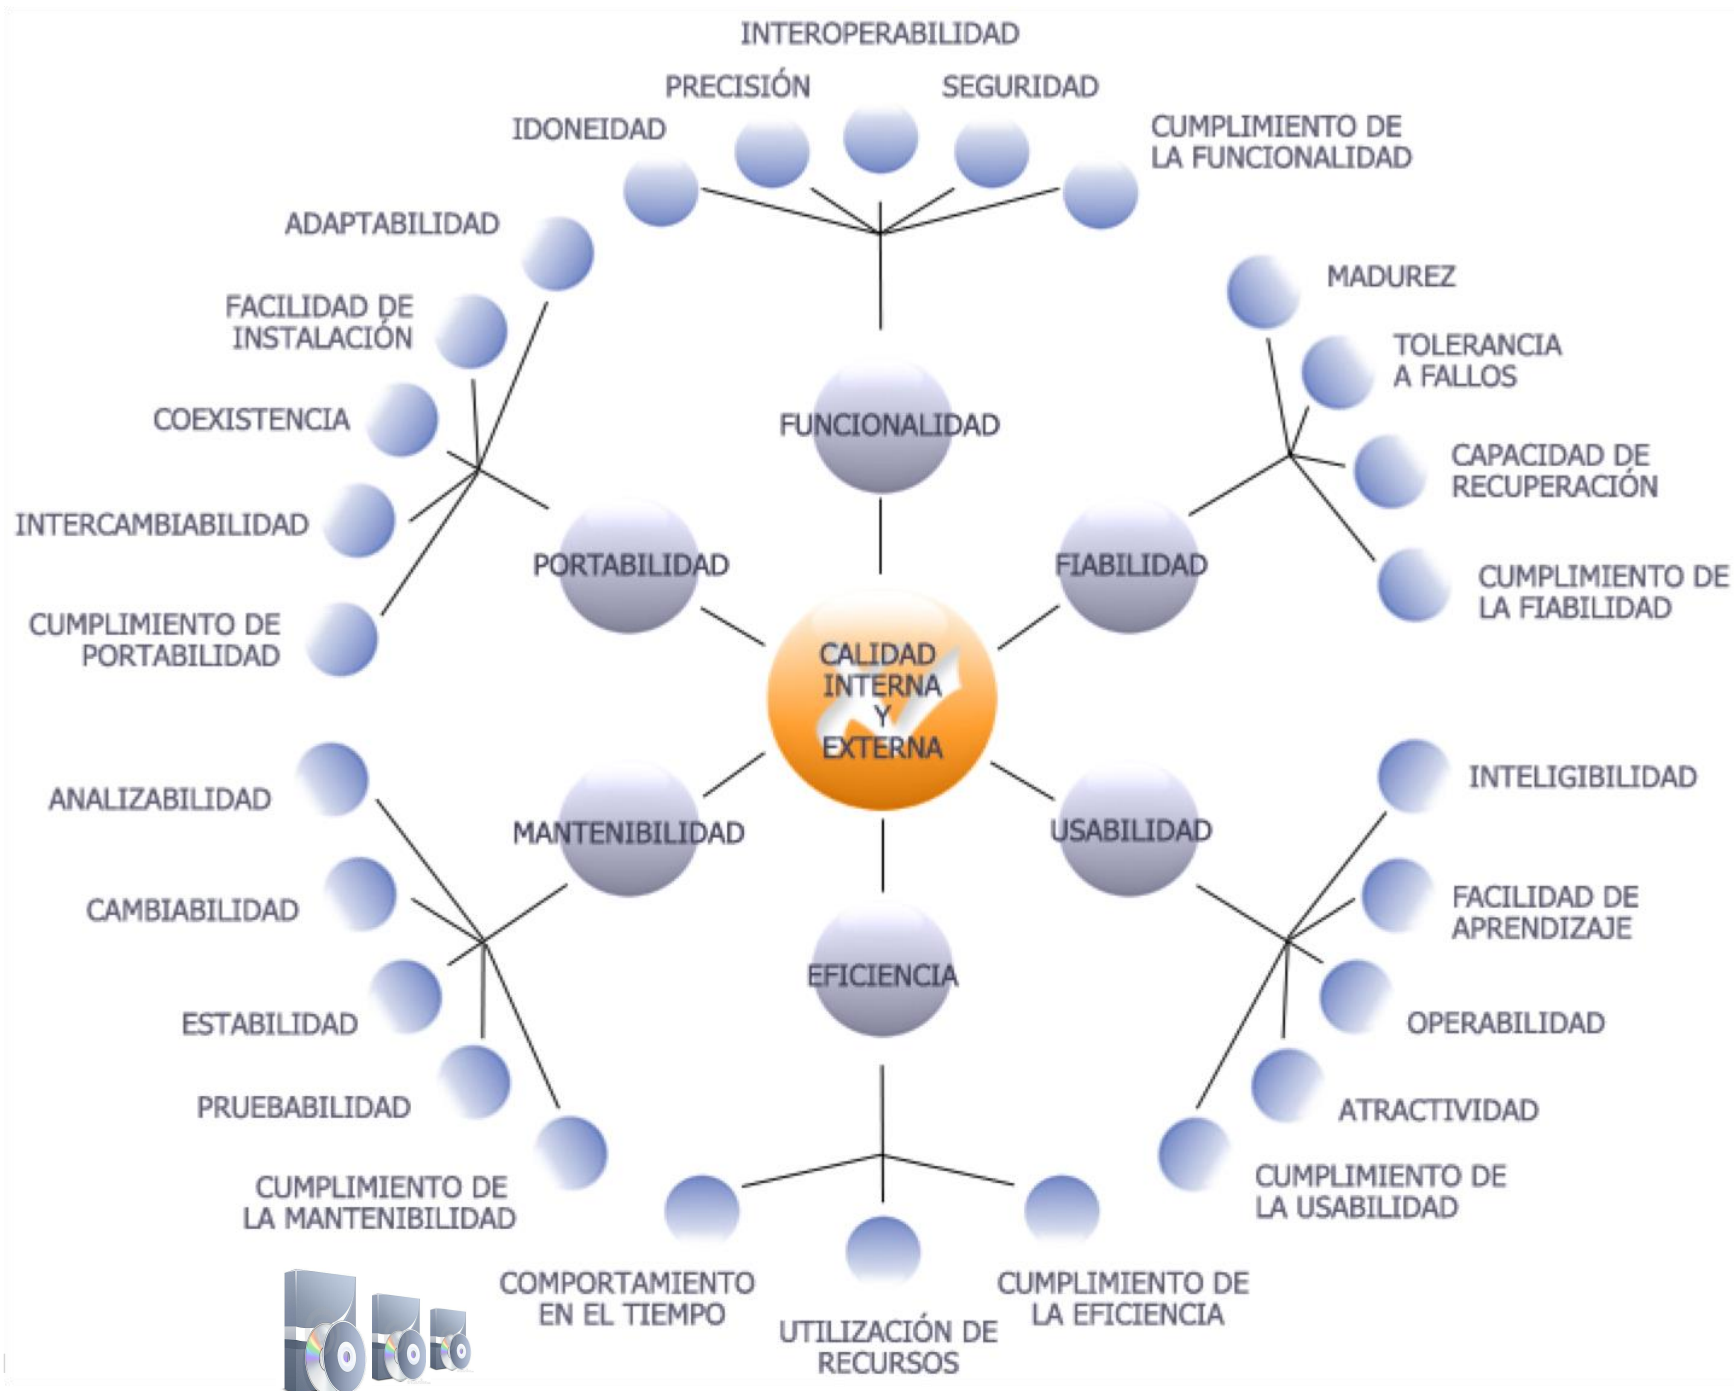 INTEROPERABILIDAD
PRECISIÓN
SEGURIDAD
IDONEIDAD
CUMPLIMIENTO DE
LA FUNCIONALIDAD
FUNCIONALIDAD
MADUREZ
TOLERANCIA
A FALLOS
CAPACIDAD DE
RECUPERACIÓN
CUMPLIMIENTO DE
LA FIABILIDAD
FIABILIDAD
ADAPTABILIDAD
FACILIDAD DE
INSTALACIÓN
COEXISTENCIA
INTERCAMBIABILIDAD
CUMPLIMIENTO DE
PORTABILIDAD
PORTABILIDAD
CALIDAD
INTERNA
Y
EXTERNA
ANALIZABILIDAD
CAMBIABILIDAD
ESTABILIDAD
PRUEBABILIDAD
CUMPLIMIENTO DE
LA MANTENIBILIDAD
MANTENIBILIDAD
USABILIDAD
INTELIGIBILIDAD
FACILIDAD DE
APRENDIZAJE
OPERABILIDAD
ATRACTIVIDAD
CUMPLIMIENTO DE
LA USABILIDAD
EFICIENCIA
COMPORTAMIENTO
EN EL TIEMPO
UTILIZACIÓN DE
RECURSOS
CUMPLIMIENTO DE
LA EFICIENCIA